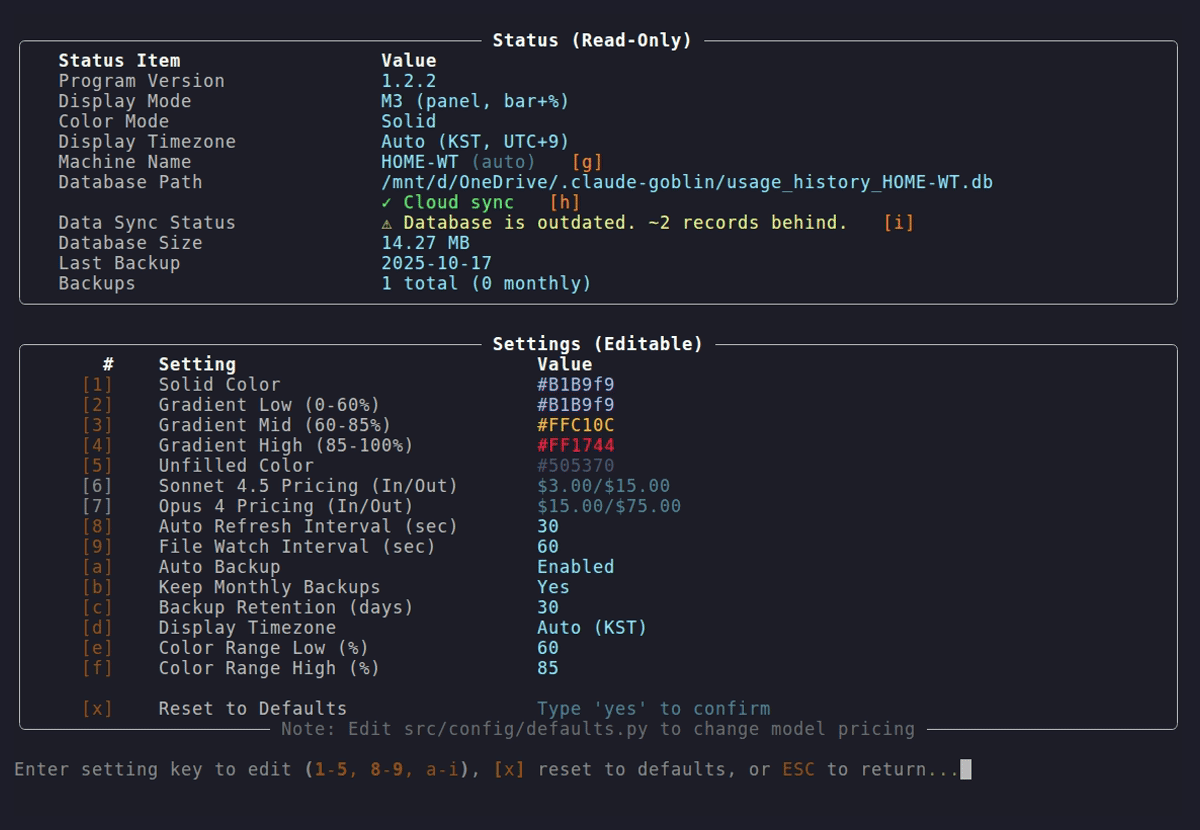 Status (Read-Only)
Status Item Value
Program Version 1.2.2
Display Mode M3 (panel, bar+%)
Color Mode Solid
Display Timezone Auto (KST, UTC+9)
Machine Name HOME-WT (auto) [g]
Database Path /mnt/d/OneDrive/.claude-goblin/usage_history_HOME-WT.db
✓ Cloud sync [h]
Data Sync Status ⚠ Database is outdated. ~2 records behind. [i]
Database Size 14.27 MB
Last Backup 2025-10-17
Backups 1 total (0 monthly)
Settings (Editable)
# Setting Value
[1] Solid Color #B1B9f9
[2] Gradient Low (0-60%) #B1B9f9
[3] Gradient Mid (60-85%) #FFC10C
[4] Gradient High (85-100%) #FF1744
[5] Unfilled Color #505370
[6] Sonnet 4.5 Pricing (In/Out) $3.00/$15.00
[7] Opus 4 Pricing (In/Out) $15.00/$75.00
[8] Auto Refresh Interval (sec) 30
[9] File Watch Interval (sec) 60
[a] Auto Backup Enabled
[b] Keep Monthly Backups Yes
[c] Backup Retention (days) 30
[d] Display Timezone Auto (KST)
[e] Color Range Low (%) 60
[f] Color Range High (%) 85
[x] Reset to Defaults Type 'yes' to confirm
Note: Edit src/config/defaults.py to change model pricing
Enter setting key to edit (1-5, 8-9, a-i), [x] reset to defaults, or ESC to return...